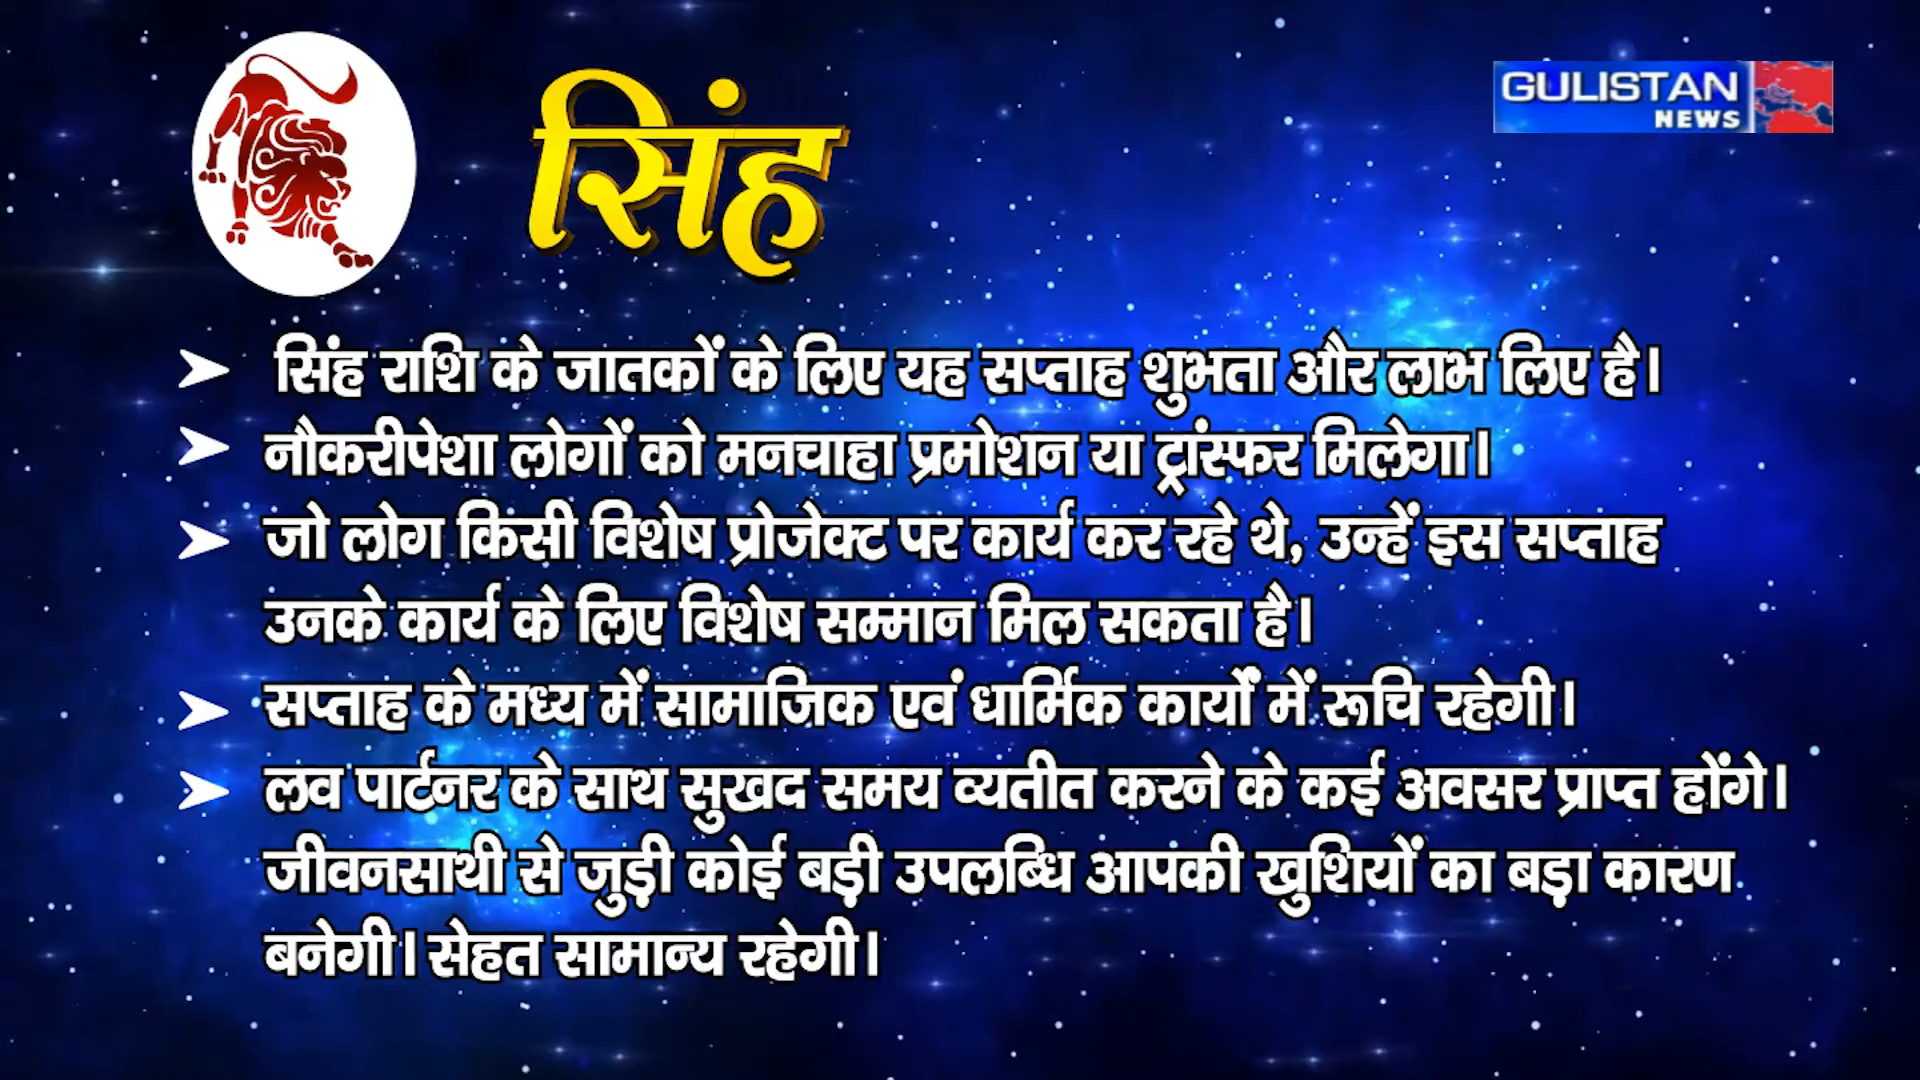 सिंह
GULISTAN
NEWS
सिंह राशि के जातकों के लिए यह सप्ताह शुभता और लाभ लिए है।
नौकरीपेशा लोगों को मनचाहा प्रमोशन या ट्रांस्फर मिलेगा।
जो लोग किसी विशेष प्रोजेक्ट पर कार्य कर रहे थे, उन्हें इस सप्ताह
उनके कार्य के लिए विशेष सम्मान मिल सकता है।
सप्ताह के मध्य में सामाजिक एवं धार्मिक कार्यों में रूचि रहेगी।
लव पार्टनर के साथ सुखद समय व्यतीत करने के कई अवसर प्राप्त होंगे।
जीवनसाथी से जुड़ी कोई बड़ी उपलब्धि आपकी खुशियों का बड़ा कारण
बनेगी। सेहत सामान्य रहेगी।